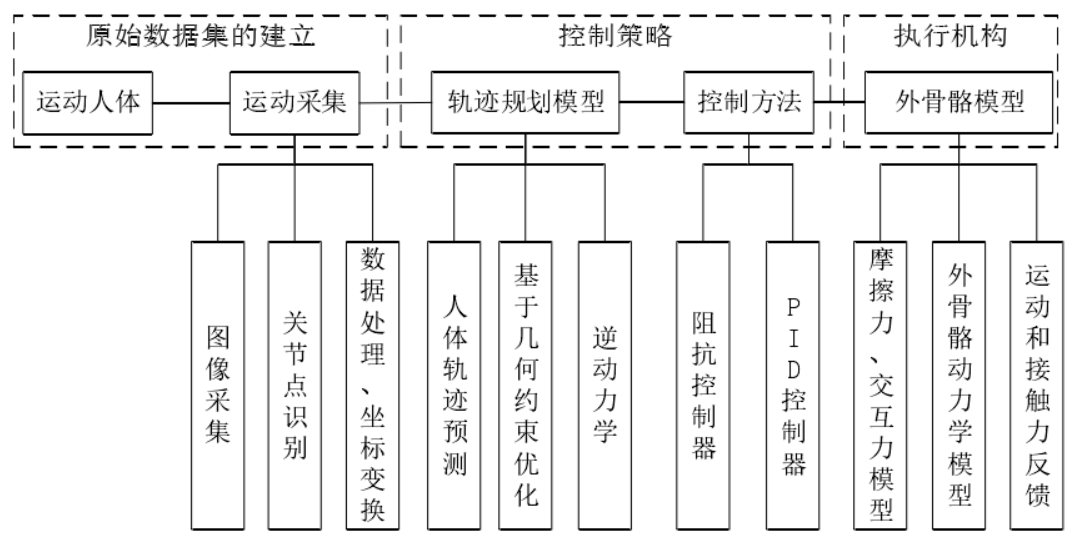 原始数据集的建立
控制策略
执行机构
运动人体
运动采集
轨迹规划模型
控制方法
外骨骼模型
图像采集
关节点识别
数据处理、坐标变换
人体轨迹预测
基于几何约束优化
逆动力学
阻抗控制器
PID控制器
摩擦力、交互力模型
外骨骼动力学模型
运动和接触力反馈